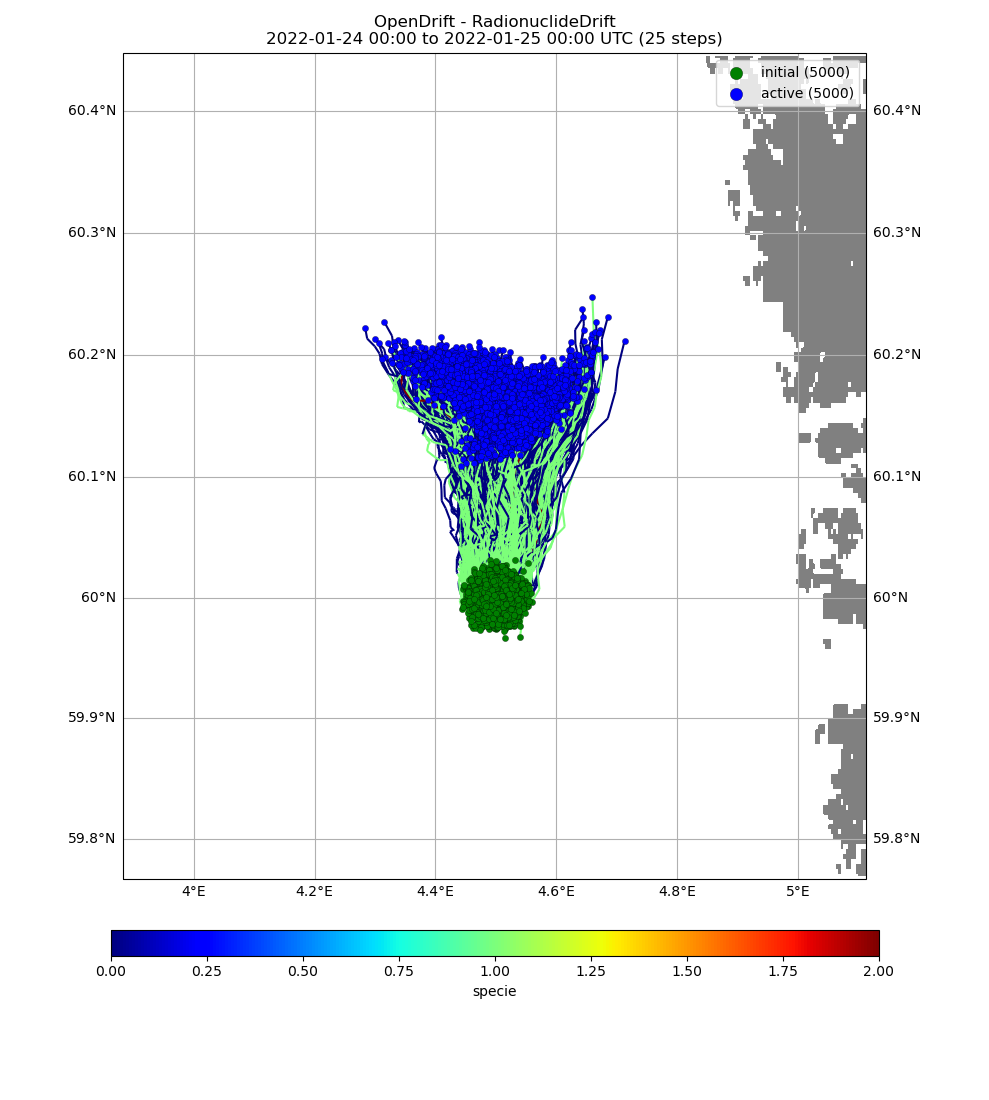 OpenDrift - RadionuclideDrift
2022-01-24 00:00 to 2022-01-25 00:00 UTC (25 steps)
initial (5000)
active (5000)
60.4°N 60.4°N
60.3°N 60.3°N
60.2°N 60.2°N
60.1°N 60.1°N
60°N 60°N
59.9°N 59.9°N
59.8°N 59.8°N
4°E 4.2°E 4.4°E 4.6°E 4.8°E 5°E
0.00 0.25 0.50 0.75 1.00 1.25 1.50 1.75 2.00
specie